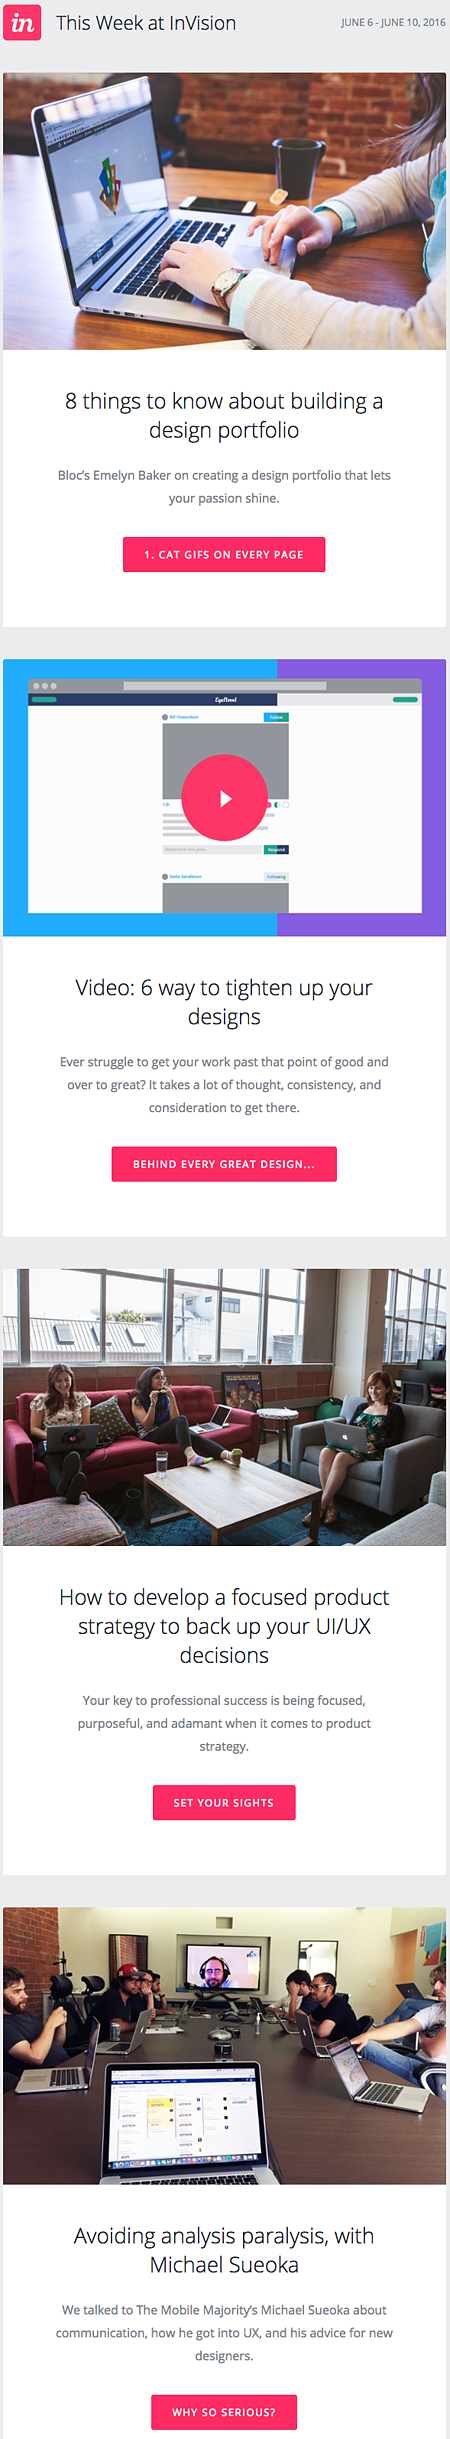 in This Week at InVision JUNE 6 - JUNE 10, 2016
8 things to know about building a
design portfolio
Bloc's Emelyn Baker on creating a design portfolio that lets
your passion shine.
1. CAT GIFS ON EVERY PAGE
Follow
Respond to this post...
Respond
Following
Video: 6 way to tighten up your
designs
Ever struggle to get your work past that point of good and
over to great? It takes a lot of thought, consistency, and
consideration to get there.
BEHIND EVERY GREAT DESIGN...
How to develop a focused product
strategy to back up your UI/UX
decisions
Your key to professional success is being focused,
purposeful, and adamant when it comes to product
strategy.
SET YOUR SIGHTS
Avoiding analysis paralysis, with
Michael Sueoka
We talked to The Mobile Majority's Michael Sueoka about
communication, how he got into UX, and his advice for new
designers.
WHY SO SERIOUS?